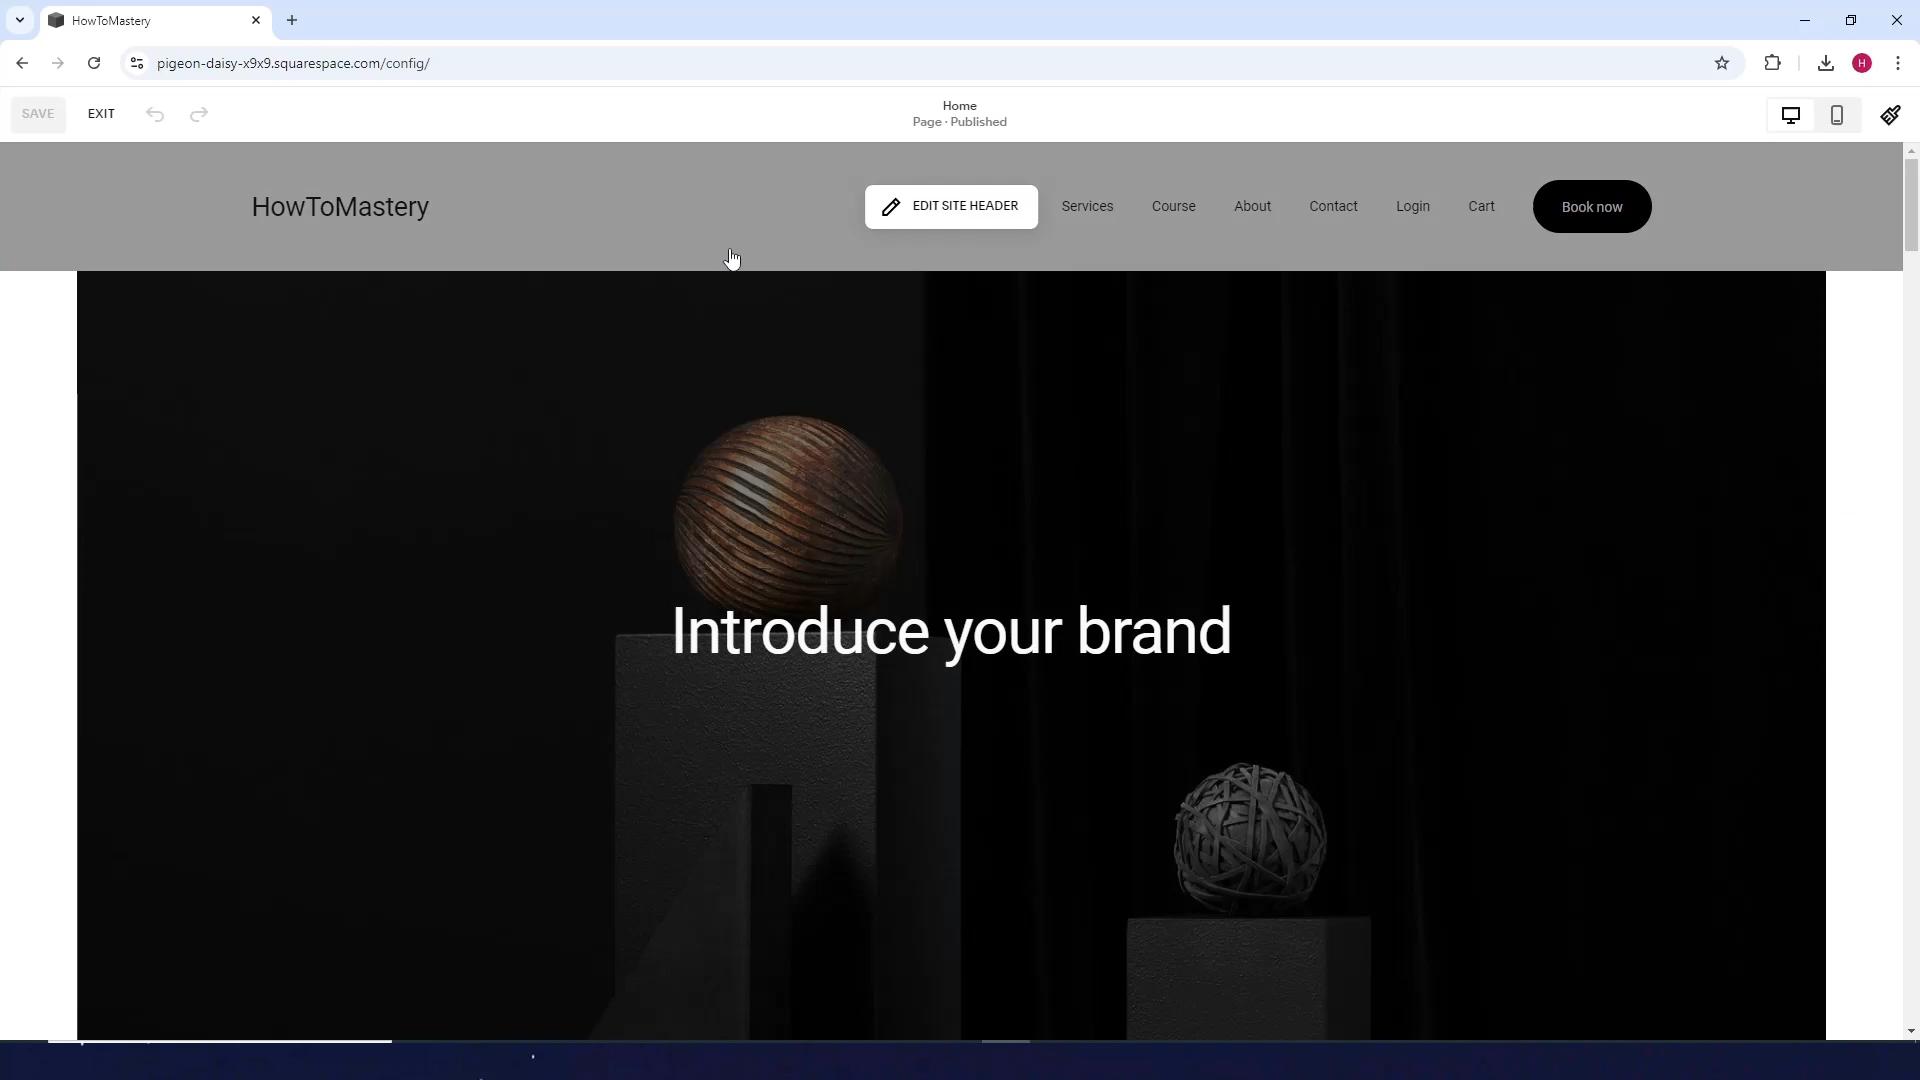 HowToMastery
pigeon-daisy-x9x9.squarespace.com/config/
H
SAVE
EXIT
Home
Page · Published
HowToMastery
EDIT SITE HEADER
Services
Course
About
Contact
Login
Cart
Book now
Introduce your brand